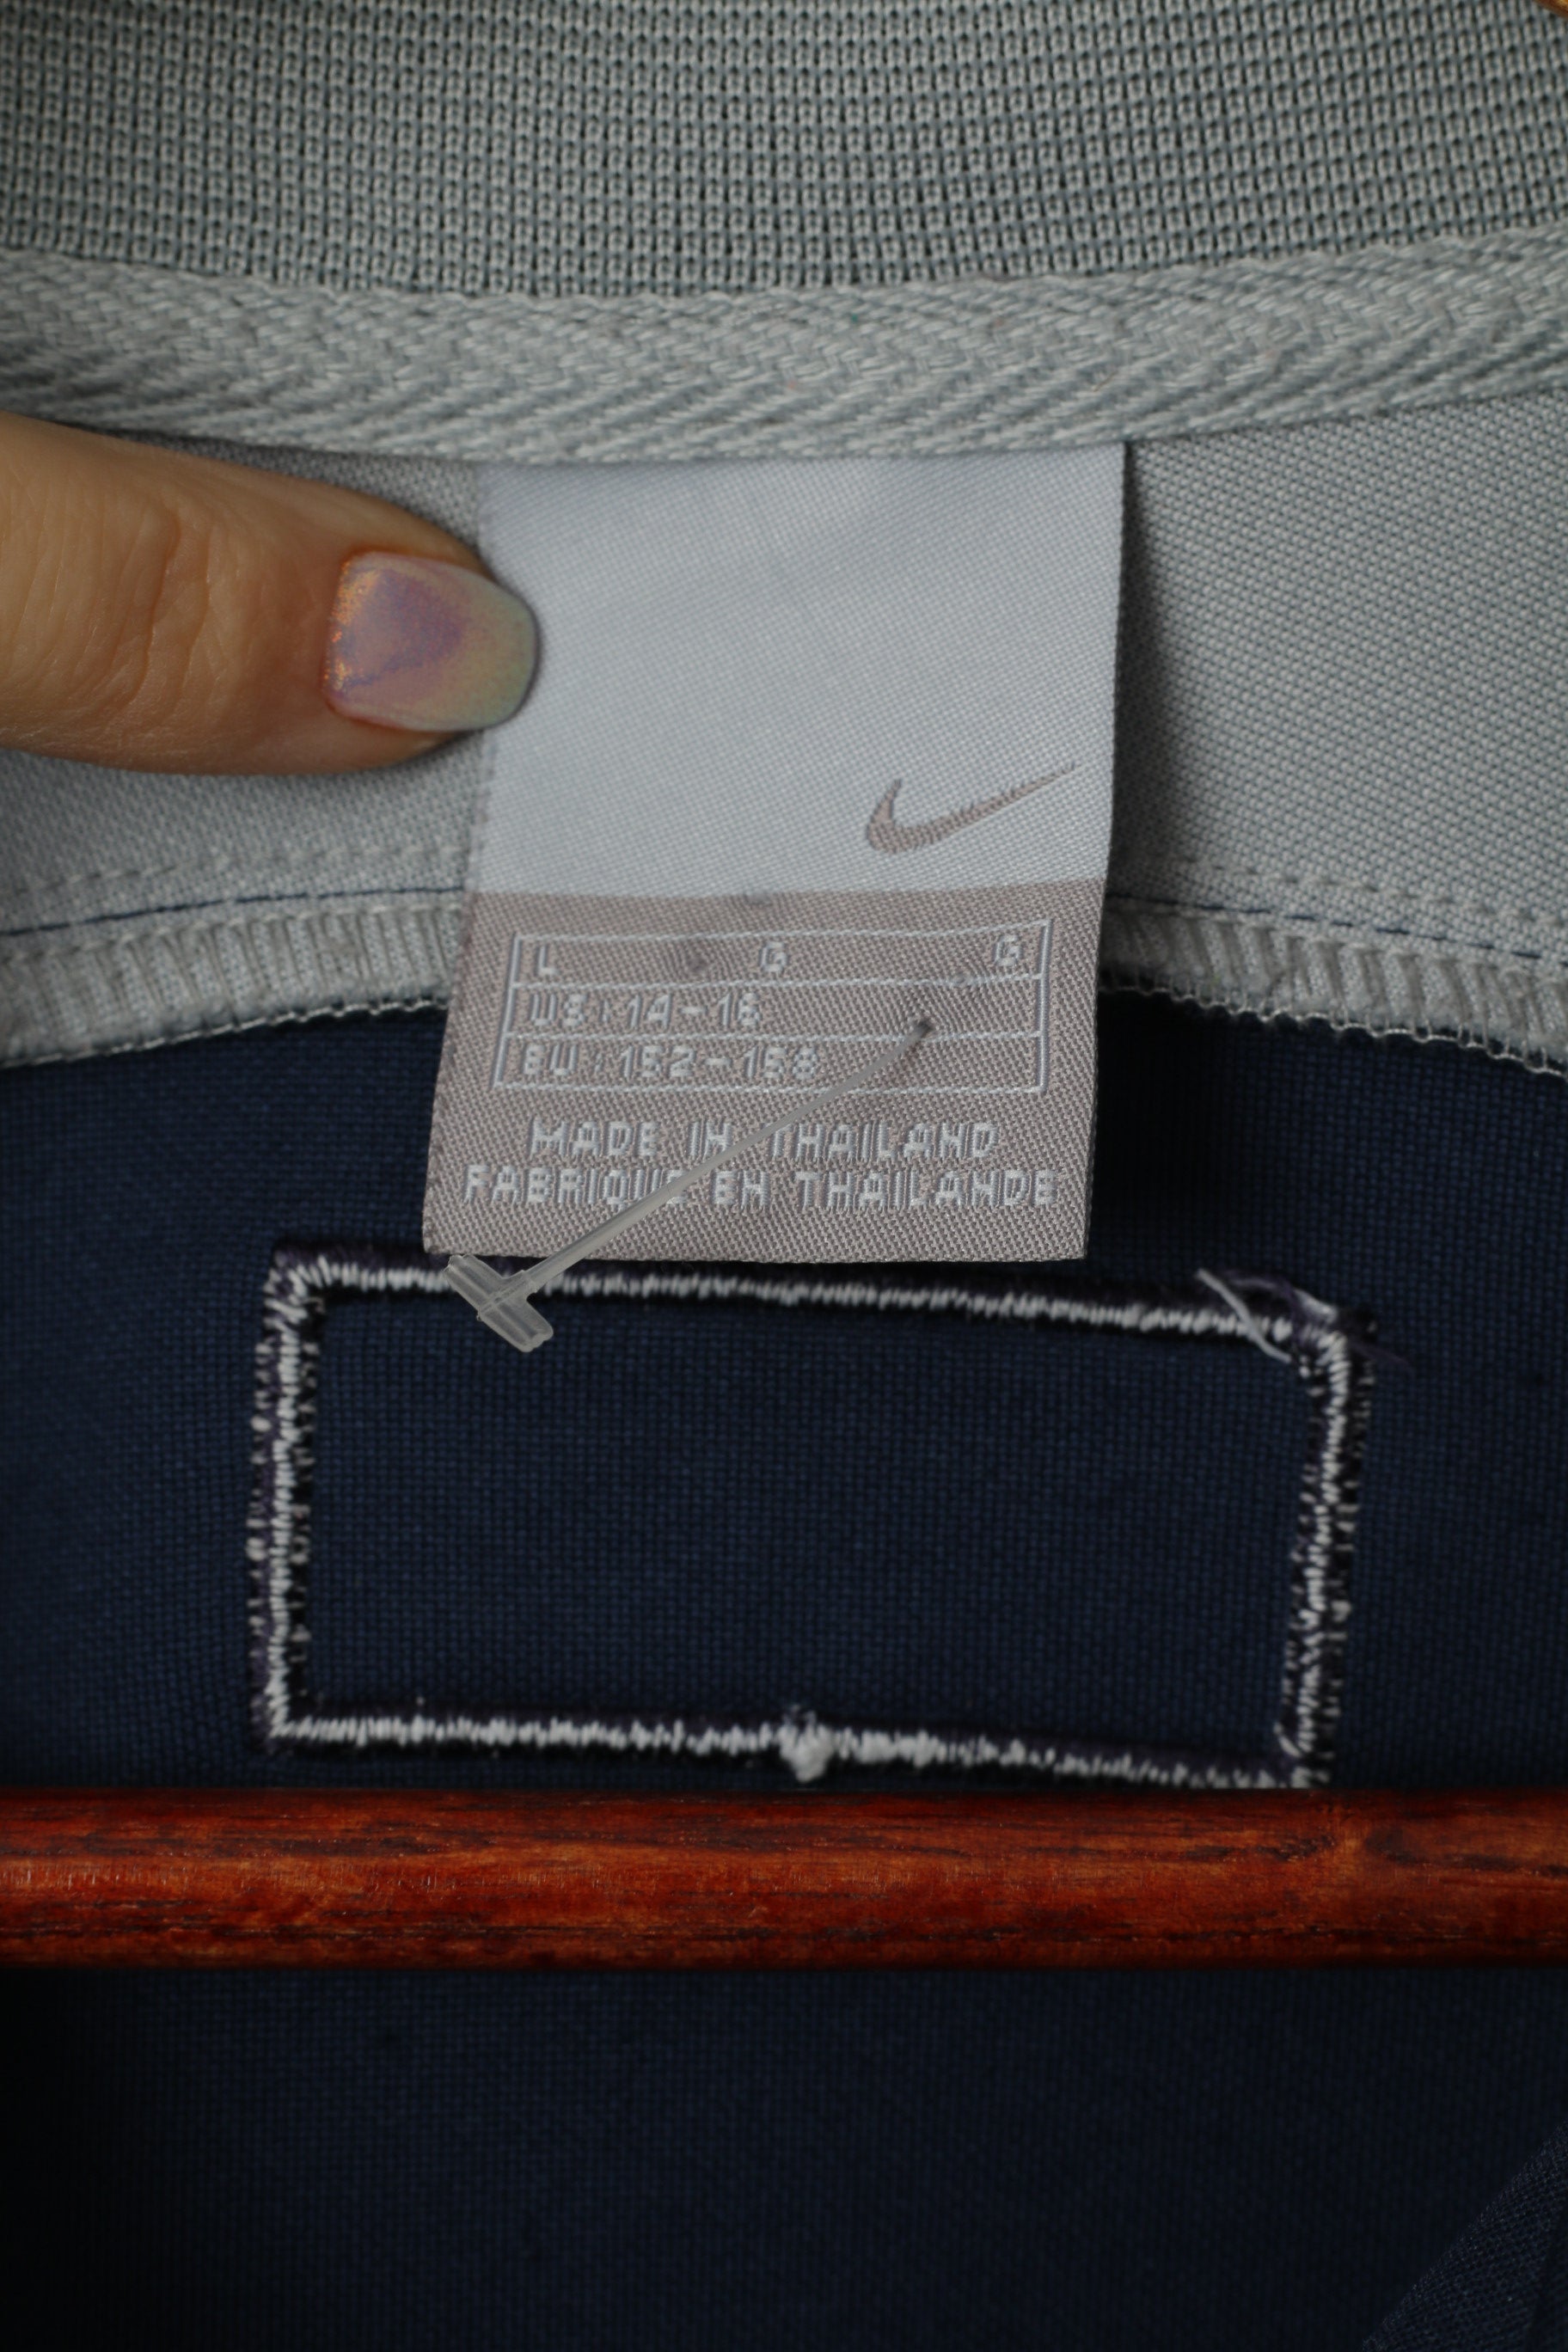 L G G
US: 14-16
EU: 152-158
MADE IN THAILAND
FABRIQUE EN THAILANDE